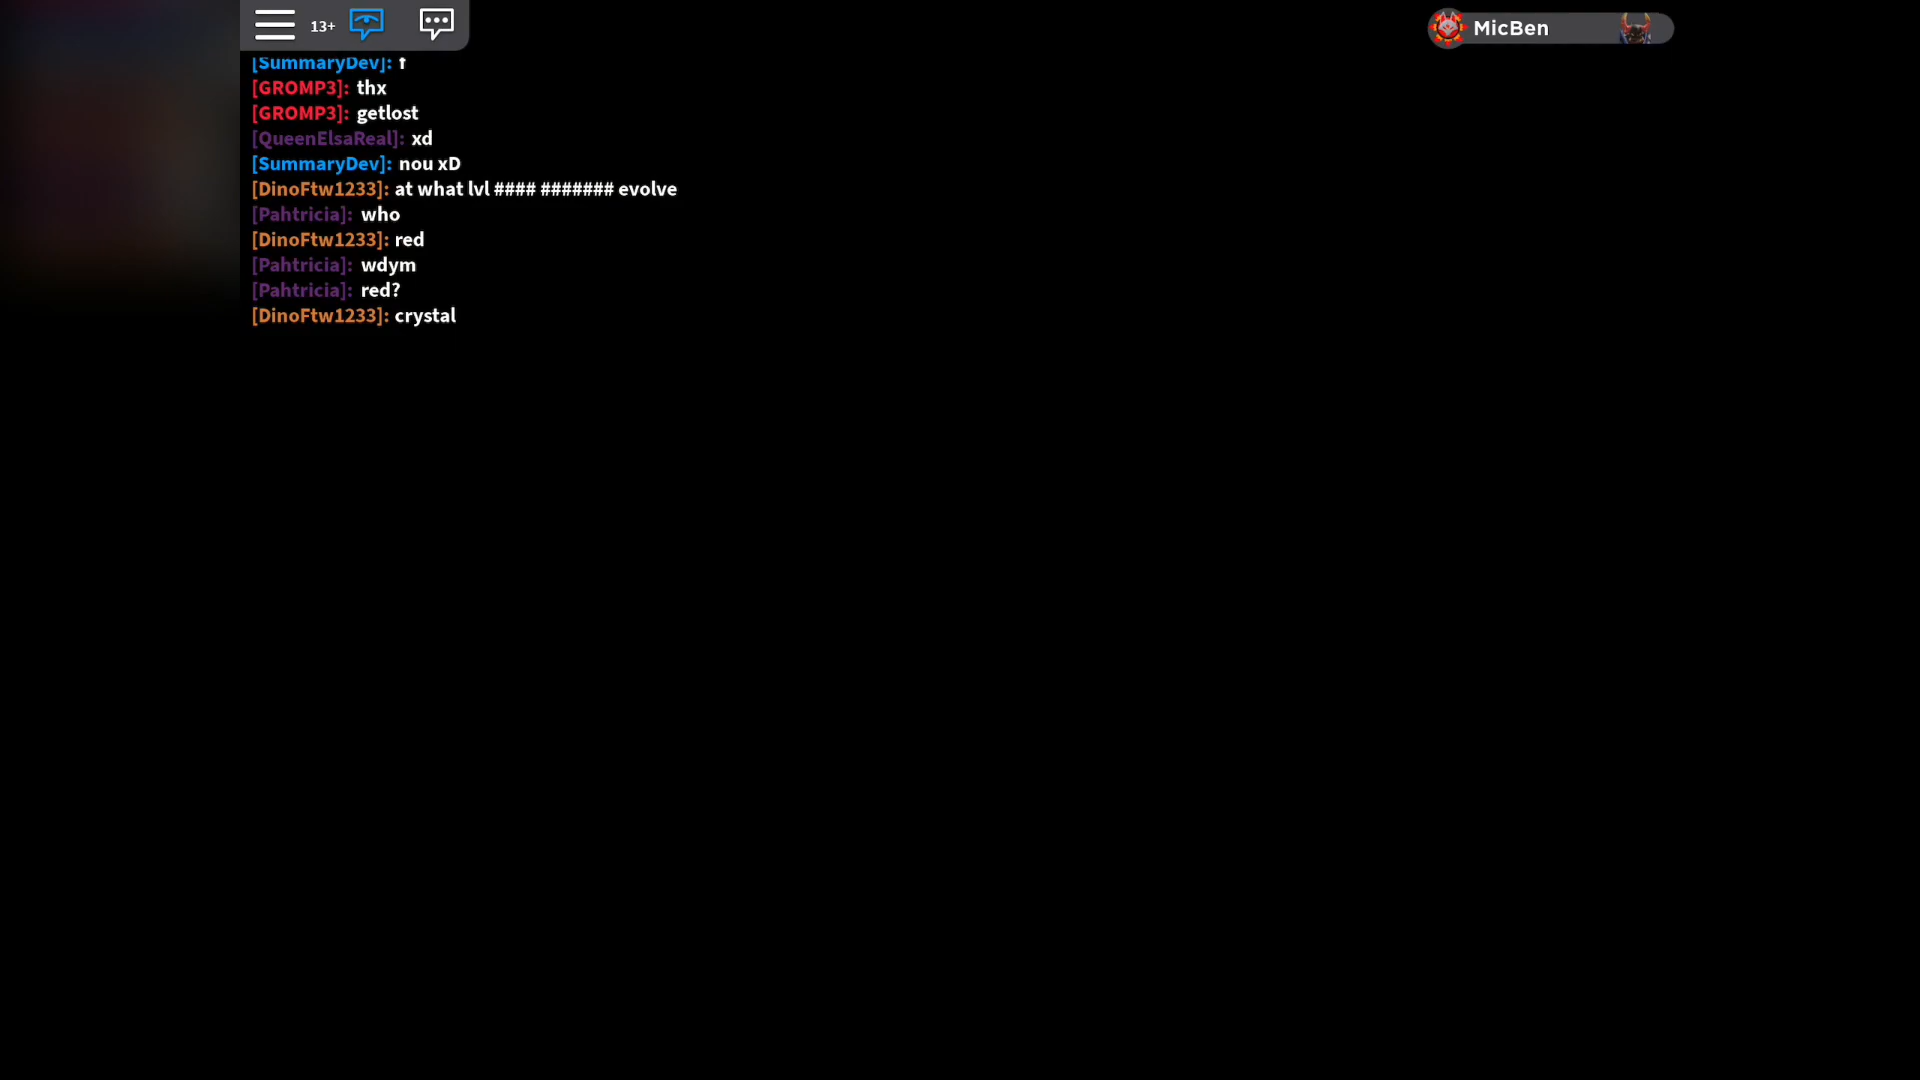 13+
MicBen
[SummaryDev]: f
[GROMP3]: thx
[GROMP3]: getlost
[QueenElsaReal]: xd
[SummaryDev]: nou xD
[DinoFtw1233]: at what lvl #### ####### evolve
[Pahtricia]: who
[DinoFtw1233]: red
[Pahtricia]: wdym
[Pahtricia]: red?
[DinoFtw1233]: crystal